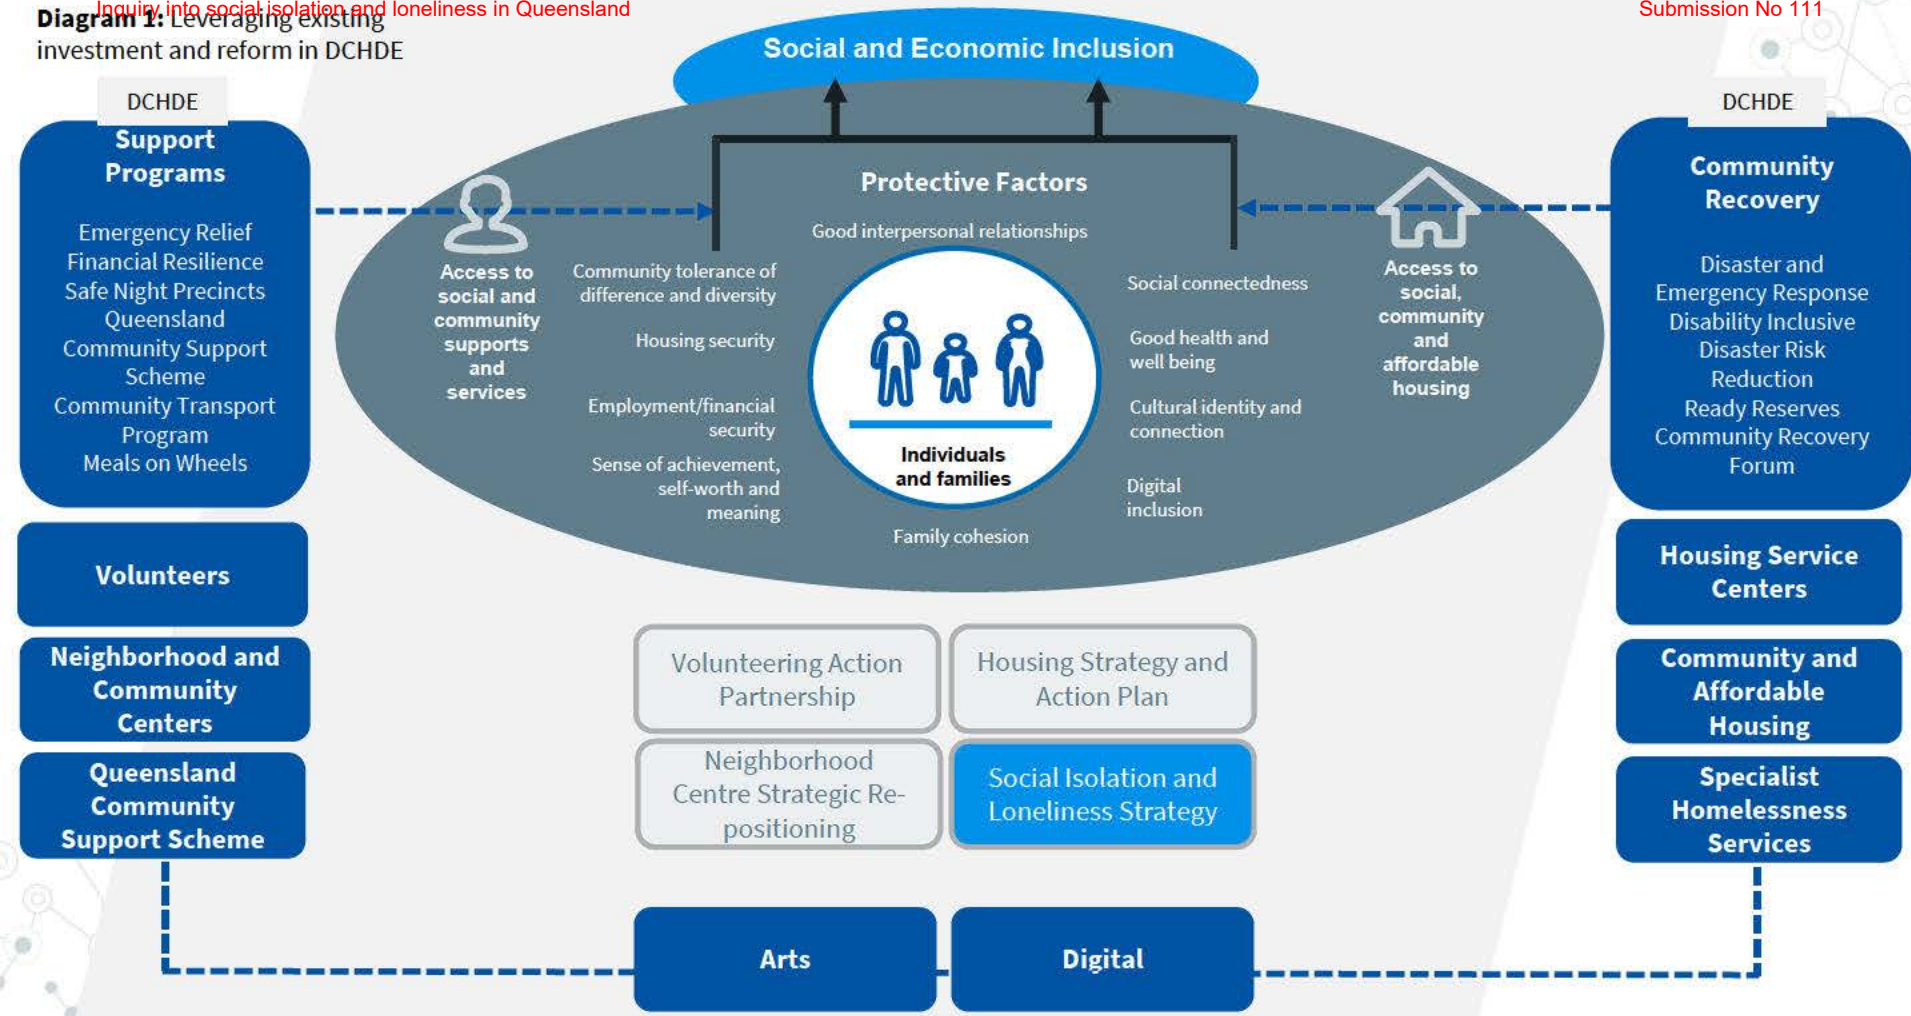 Inquiry into social isolation and loneliness in Queensland
Submission No 111
Diagram 1: Leveraging existing
investment and reform in DCHDE
DCHDE
Support
Programs
Emergency Relief
Financial Resilience
Safe Night Precincts
Queensland
Community Support
Scheme
Community Transport
Program
Meals on Wheels
Volunteers
Neighborhood and
Community
Centers
Queensland
Community
Support Scheme
Social and Economic Inclusion
Protective Factors
Good interpersonal relationships
Access to
social and
community
supports
and
services
Community tolerance of
difference and diversity
Housing security
Employment/financial
security
Sense of achievement,
self-worth and
meaning
Individuals
and families
Family cohesion
Social connectedness
Good health and
well being
Cultural identity and
connection
Digital
inclusion
Access to
social,
community
and
affordable
housing
Volunteering Action
Partnership
Housing Strategy and
Action Plan
Neighborhood
Centre Strategic Re-
positioning
Social Isolation and
Loneliness Strategy
Arts
Digital
DCHDE
Community
Recovery
Disaster and
Emergency Response
Disability Inclusive
Disaster Risk
Reduction
Ready Reserves
Community Recovery
Forum
Housing Service
Centers
Community and
Affordable
Housing
Specialist
Homelessness
Services